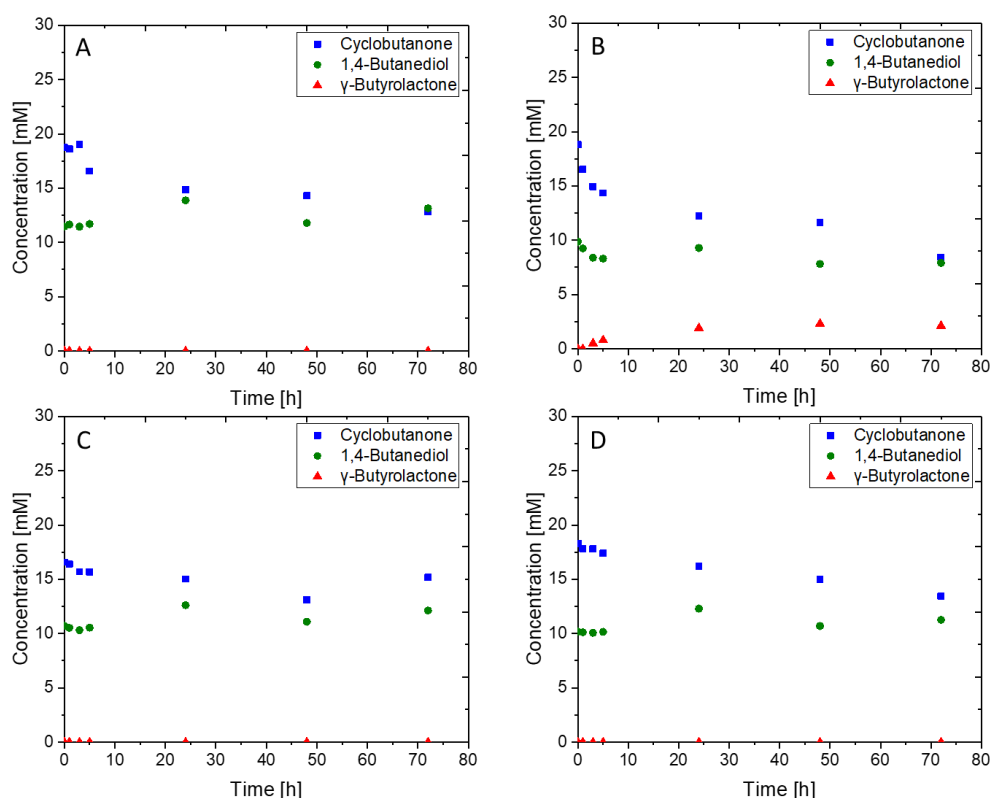 A
Cyclobutanone
1,4-Butanediol
γ-Butyrolactone
Concentration [mM]
30
25
20
15
10
5
0
0 10 20 30 40 50 60 70 80
Time [h]
B
Cyclobutanone
1,4-Butanediol
γ-Butyrolactone
Concentration [mM]
30
25
20
15
10
5
0
0 10 20 30 40 50 60 70 80
Time [h]
C
Cyclobutanone
1,4-Butanediol
γ-Butyrolactone
Concentration [mM]
30
25
20
15
10
5
0
0 10 20 30 40 50 60 70 80
Time [h]
D
Cyclobutanone
1,4-Butanediol
γ-Butyrolactone
Concentration [mM]
30
25
20
15
10
5
0
0 10 20 30 40 50 60 70 80
Time [h]